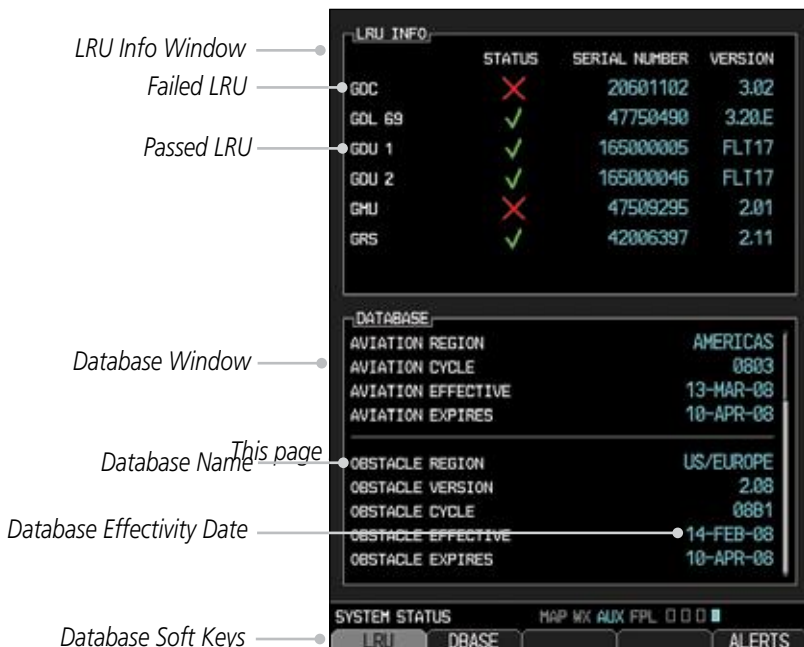 LRU Info Window
Failed LRU
Passed LRU
LRU INFO
STATUS SERIAL NUMBER VERSION
GDC 20601102 3.02
GDL 69 47750490 3.20.E
GDU 1 165000005 FLT17
GDU 2 165000046 FLT17
GMU 47509295 2.01
GRS 42006397 2.11
Database Window
This page
Database Name
Database Effectivity Date
DATABASE
AVIATION REGION AMERICAS
AVIATION CYCLE 0803
AVIATION EFFECTIVE 13-MAR-08
AVIATION EXPIRES 10-APR-08
OBSTACLE REGION US/EUROPE
OBSTACLE VERSION 2.08
OBSTACLE CYCLE 08B1
OBSTACLE EFFECTIVE 14-FEB-08
OBSTACLE EXPIRES 10-APR-08
SYSTEM STATUS MAP WX AUX FPL
Database Soft Keys
LRU DBASE ALERTS